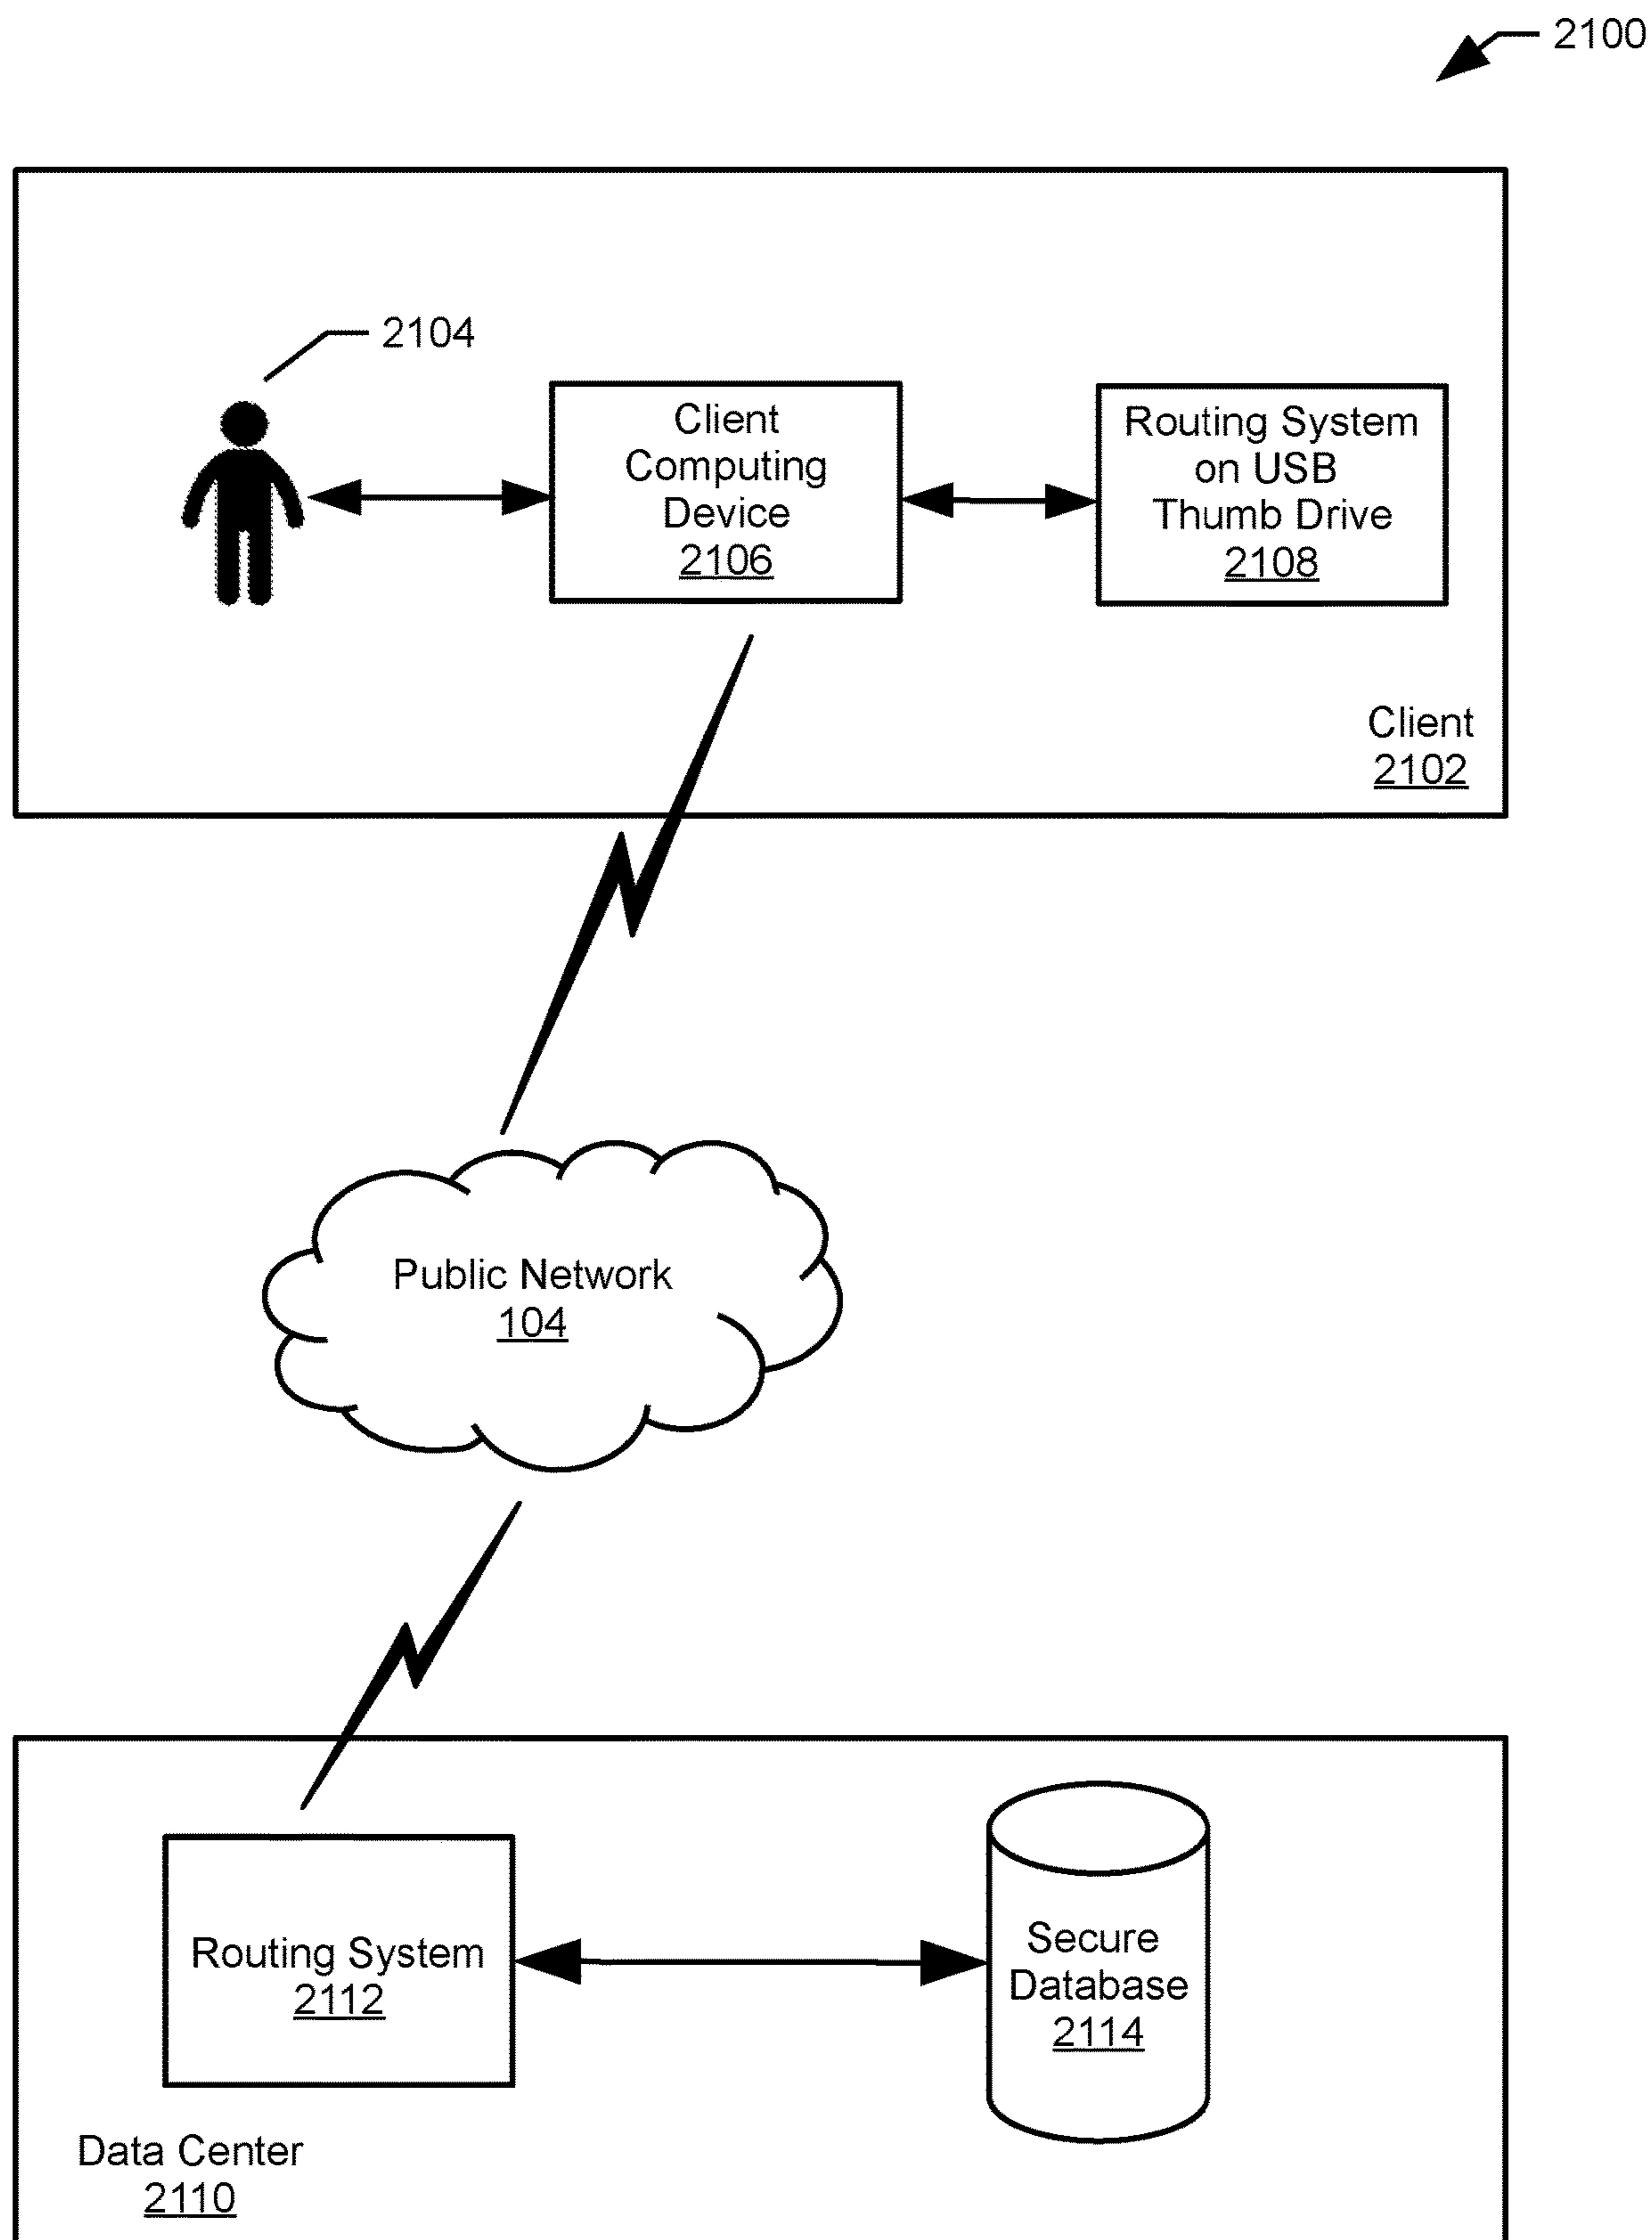 2100
2104
Client
Computing
Device
2106
Routing System
on USB
Thumb Drive
2108
Client
2102
Public Network
104
Routing System
2112
Secure
Database
2114
Data Center
2110